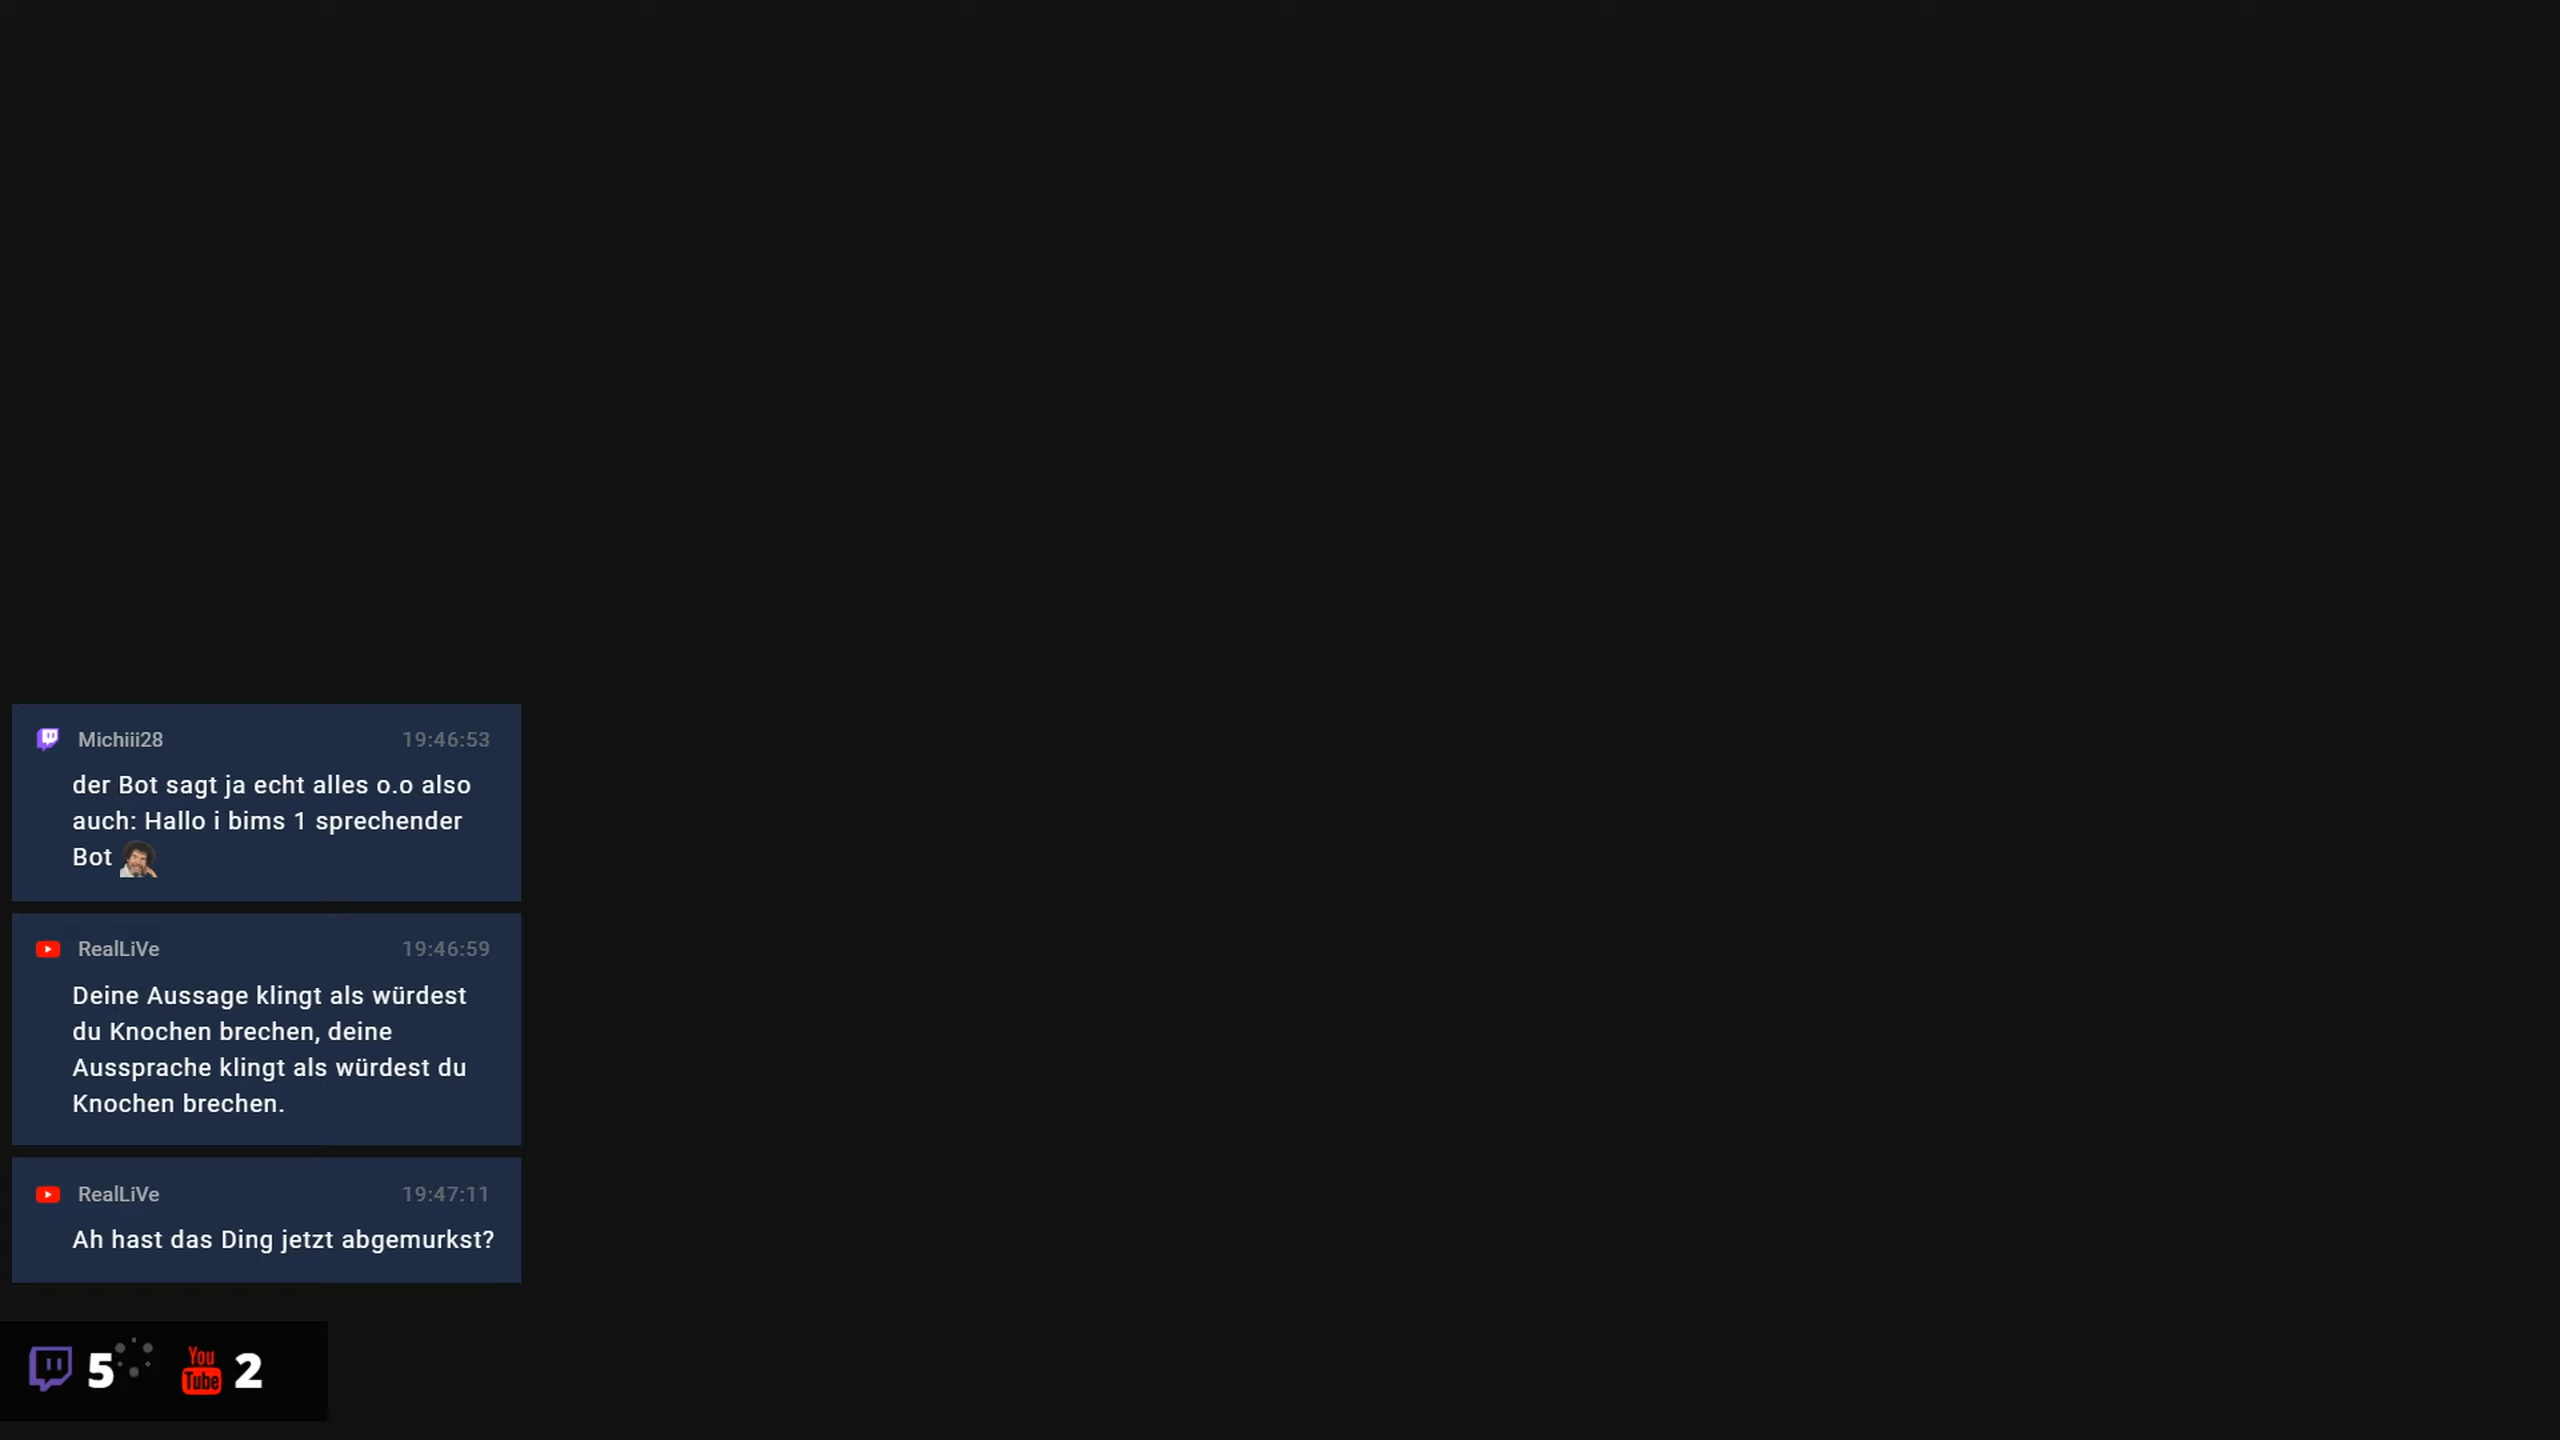 Michiii28 19:46:53
der Bot sagt ja echt alles o.o also
auch: Hallo i bims 1 sprechender
Bot
RealLiVe 19:46:59
Deine Aussage klingt als würdest
du Knochen brechen, deine
Aussprache klingt als würdest du
Knochen brechen.
RealLiVe 19:47:11
Ah hast das Ding jetzt abgemurkst?
5 You Tube 2